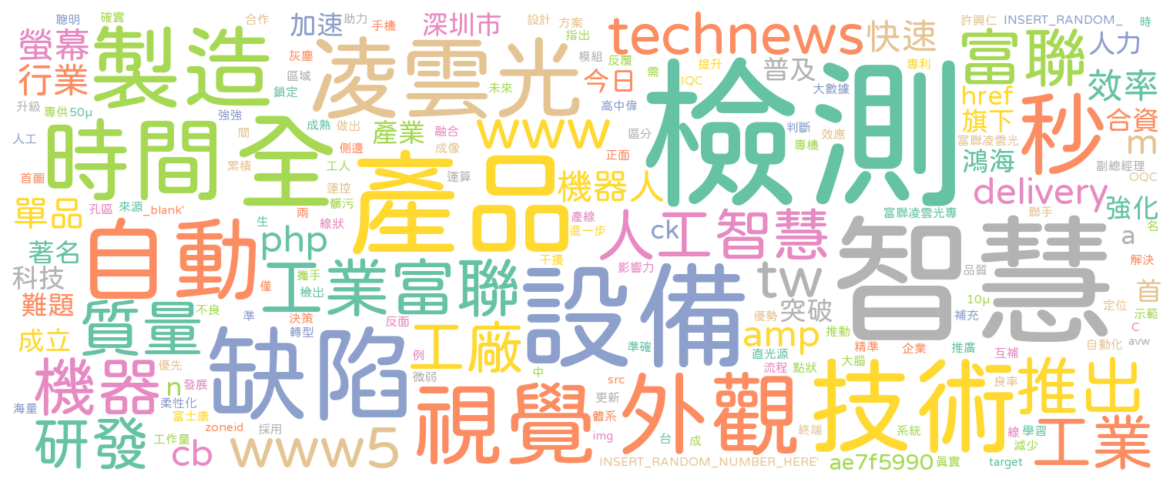 聰明 確實 合作 助力 手機 設計 方案 許興仁 INSERT_RANDOM_ 時
螢幕 製造 加速 深圳市 technews 快速 富聯 人力
行業 灰塵 凌雲光 指出 模組 反覆 提升 專利 普及 效率
區域 鎖定 未來 今日 需 IQC 大數據 href 秒 合資
升級 專供 50μ 強強 成熟 做出 高中偉 旗下
人工 時間 全 閱 側邊 產業 融合 成像 www 區分 檢測 判斷 效應 專機 鴻海 m
首圖 累積 工人 運控 產品 運算 正面 機器人 富聯凌雲光 副總經理 OQC
單品 孔區 來源 _blank' 髒污 兩 線狀 產線 進一步 人工智慧 delivery 強化
著名 自動 生 php 干擾 ck 富聯凌雲光專 聯手 a 名
科技 攜手 工業富聯 影響力 tw 智慧 品質 解決
難題 僅 檢出 設備 突破 10μ 首
成立 質量 不良 準 決策 轉型 反面 工廠 優勢 amp 推動 補充 定位 示範
缺陷 例 準確 直光源 精準 企業 推廣 互補 自動化 c avw
機器 優先 n 發展 微弱 中 流程 點狀 大腦 技術 良率 推出
海量 柔性化 富士康 視覺 src 更新 外觀
研發 zoneid 採用 體系 終端 系統 線 學習 工業
工作量 cb www5 img 台 成 減少
INSERT_RANDOM_NUMBER_HERE' ae7f5990 眞實 target